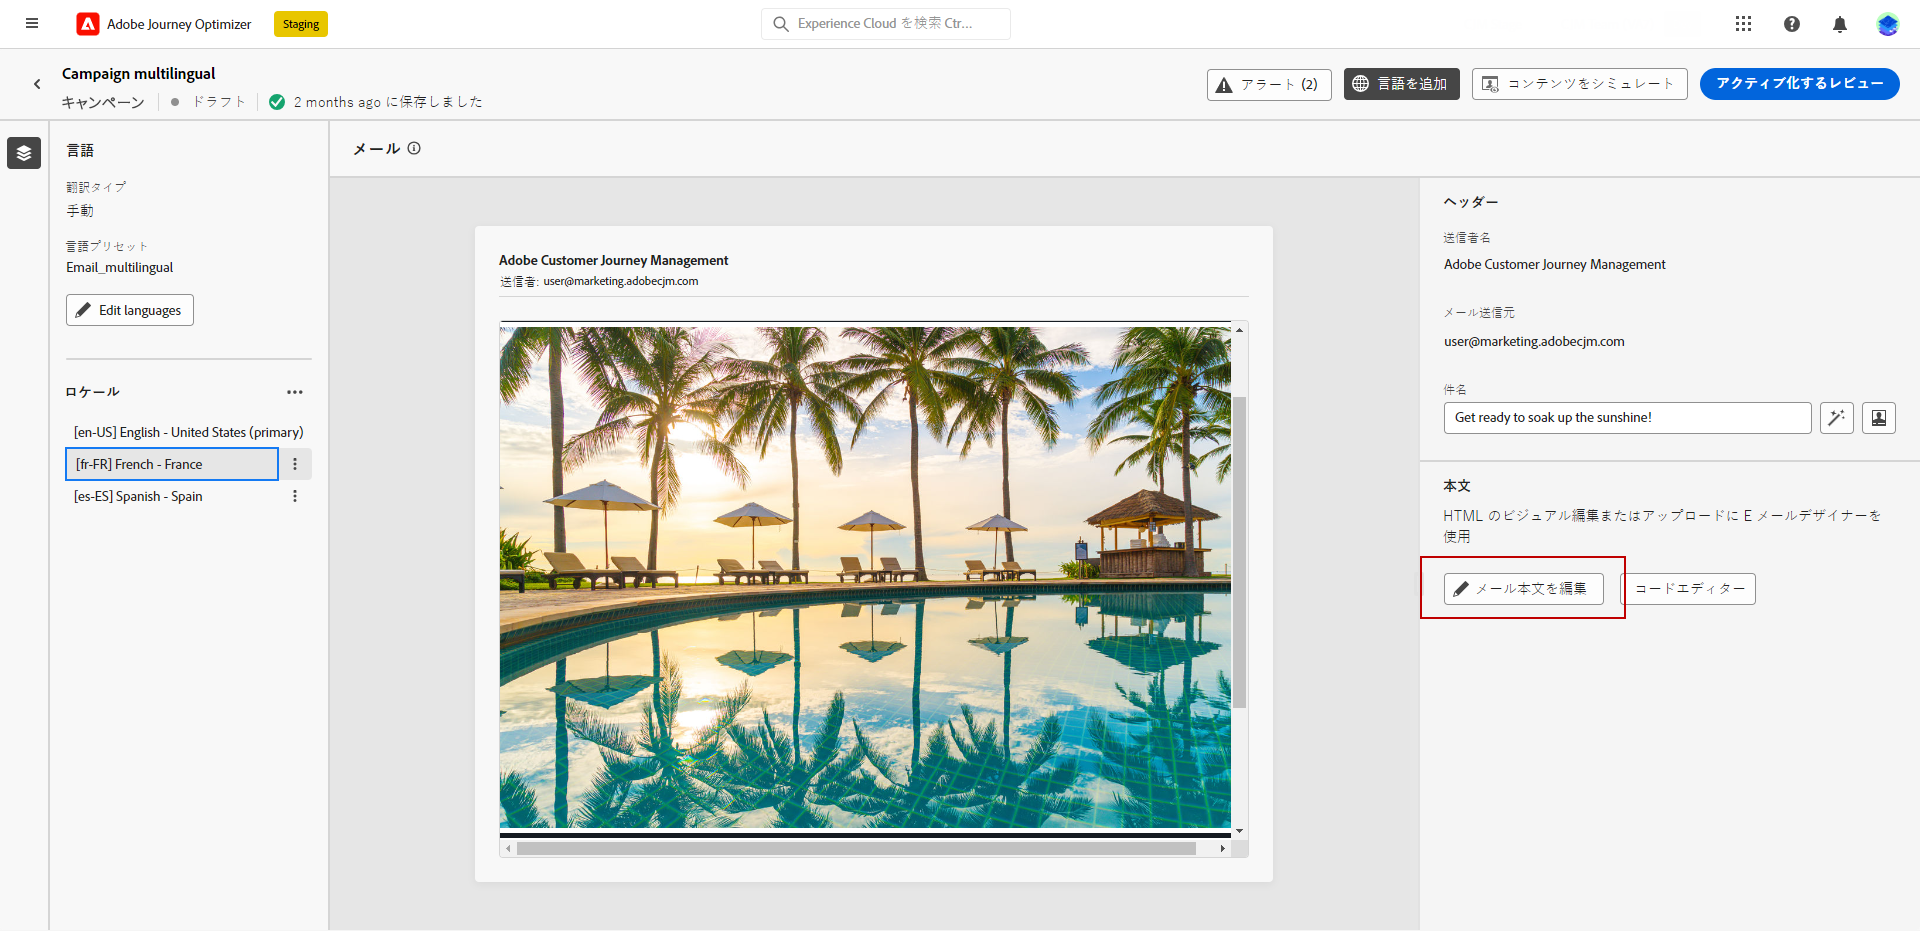 Adobe Journey Optimizer
Staging
Experience Cloud を検索 Ctr...
Campaign multilingual
キャンペーン
ドラフト
2 months ago に保存しました
アラート (2)
言語を追加
コンテンツをシミュレート
アクティブ化するレビュー
言語
翻訳タイプ
手動
言語プリセット
Email_multilingual
Edit languages
ロケール
[en-US] English - United States (primary)
[fr-FR] French - France
[es-ES] Spanish - Spain
メール
Adobe Customer Journey Management
送信者: user@marketing.adobecjm.com
ヘッダー
送信者名
Adobe Customer Journey Management
メール送信元
user@marketing.adobecjm.com
件名
Get ready to soak up the sunshine!
本文
HTML のビジュアル編集またはアップロードに E メールデザイナーを
使用
メール本文を編集
コードエディター